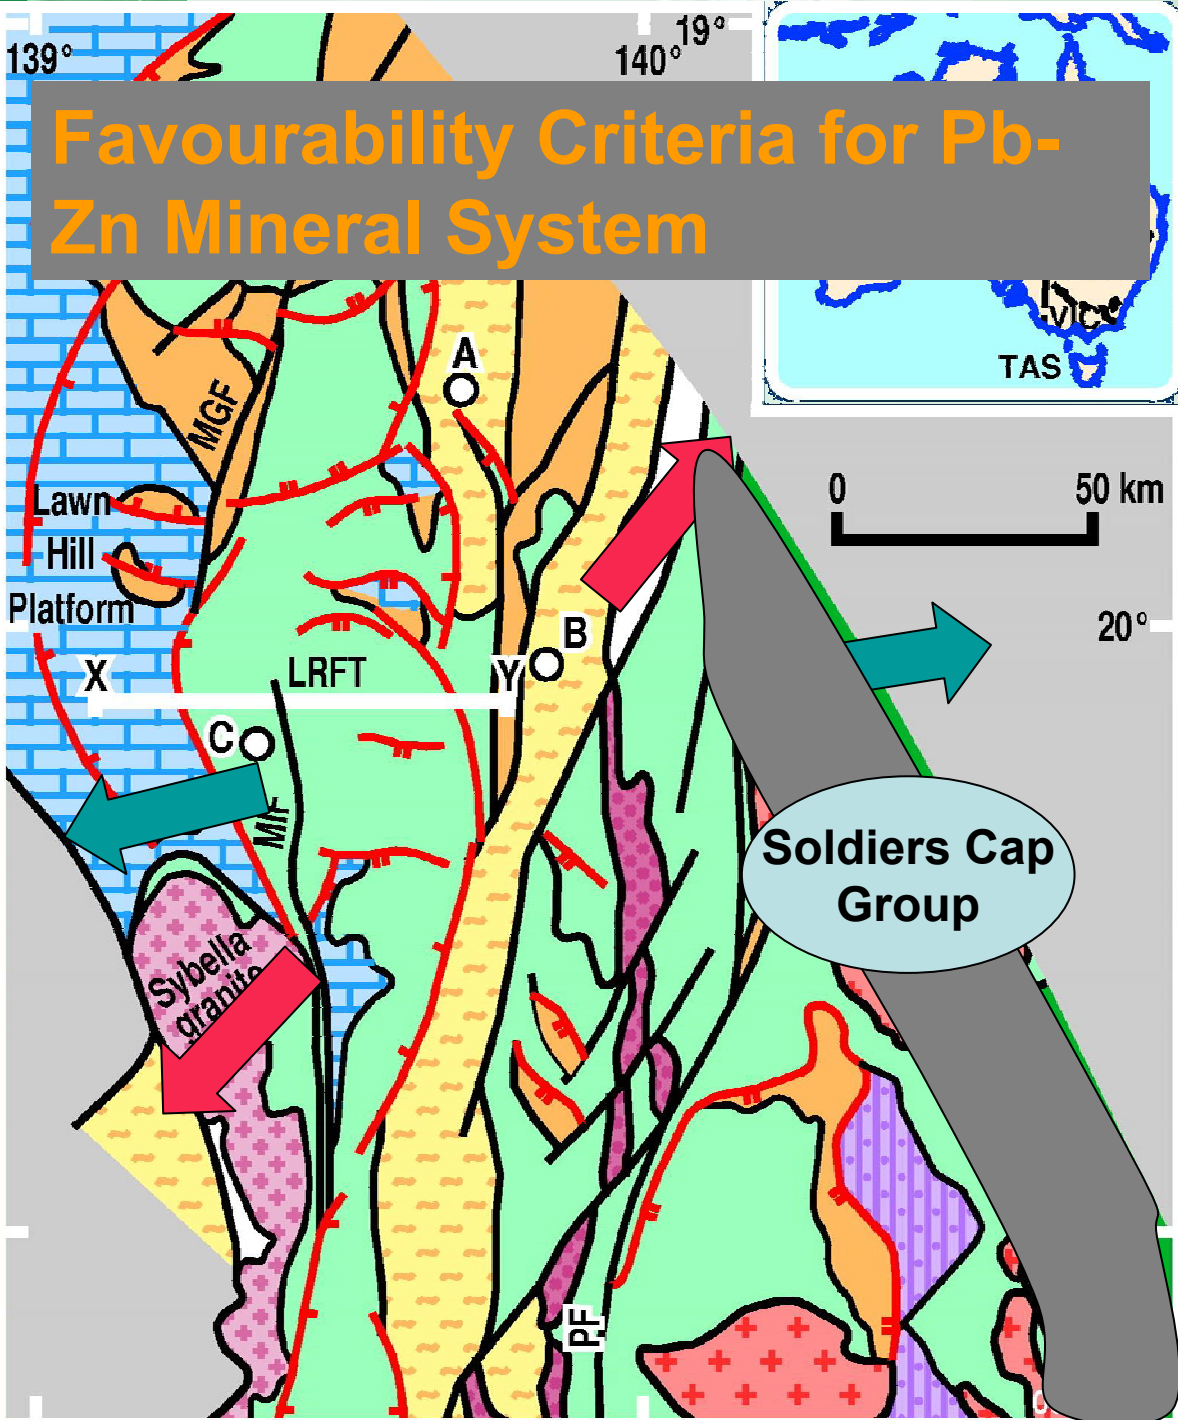 139°
140°
19°
Favourability Criteria for Pb-
Zn Mineral System
VIC
TAS
A
MGF
Lawn
Hill
Platform
0
50 km
20°
B
X
LRFT
Y
C
MIF
Soldiers Cap
Group
Sybella
granite
PF